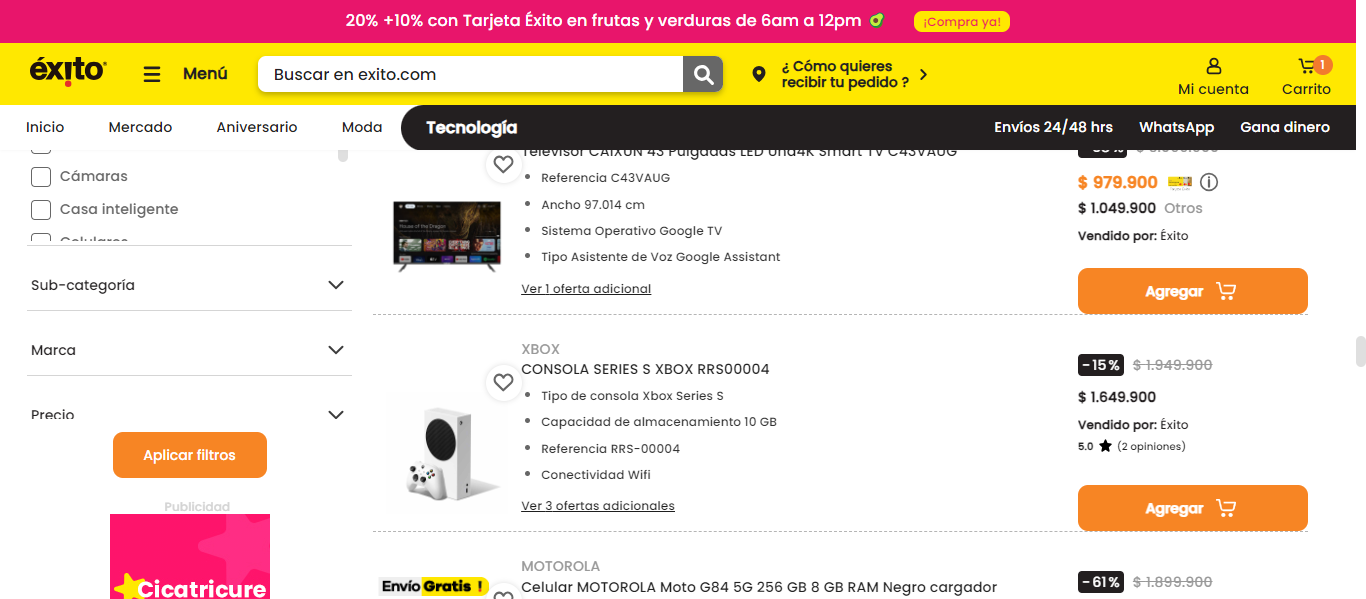 20% +10% con Tarjeta Éxito en frutas y verduras de 6am a 12pm ¡Compra ya!
éxito
Menú
Buscar en exito.com
¿ Cómo quieres
recibir tu pedido ?
Mi cuenta
1
Carrito
Inicio Mercado Aniversario Moda Tecnología Envíos 24/48 hrs WhatsApp Gana dinero
Cámaras
Casa inteligente
Celulares
Sub-categoría
Marca
Precio
Aplicar filtros
Publicidad
Cicatricure
Televisor CAIXUN 43 Pulgadas LED Uhd4K Smart TV C43VAUG
Referencia C43VAUG
Ancho 97.014 cm
Sistema Operativo Google TV
Tipo Asistente de Voz Google Assistant
Ver 1 oferta adicional
$ 979.900
$ 1.049.900 Otros
Vendido por: Éxito
Agregar
XBOX
CONSOLA SERIES S XBOX RRS00004
Tipo de consola Xbox Series S
Capacidad de almacenamiento 10 GB
Referencia RRS-00004
Conectividad Wifi
Ver 3 ofertas adicionales
-15% $ 1.949.900
$ 1.649.900
Vendido por: Éxito
5.0 (2 opiniones)
Agregar
Envío Gratis !
MOTOROLA
Celular MOTOROLA Moto G84 5G 256 GB 8 GB RAM Negro cargador
-61% $ 1.899.900